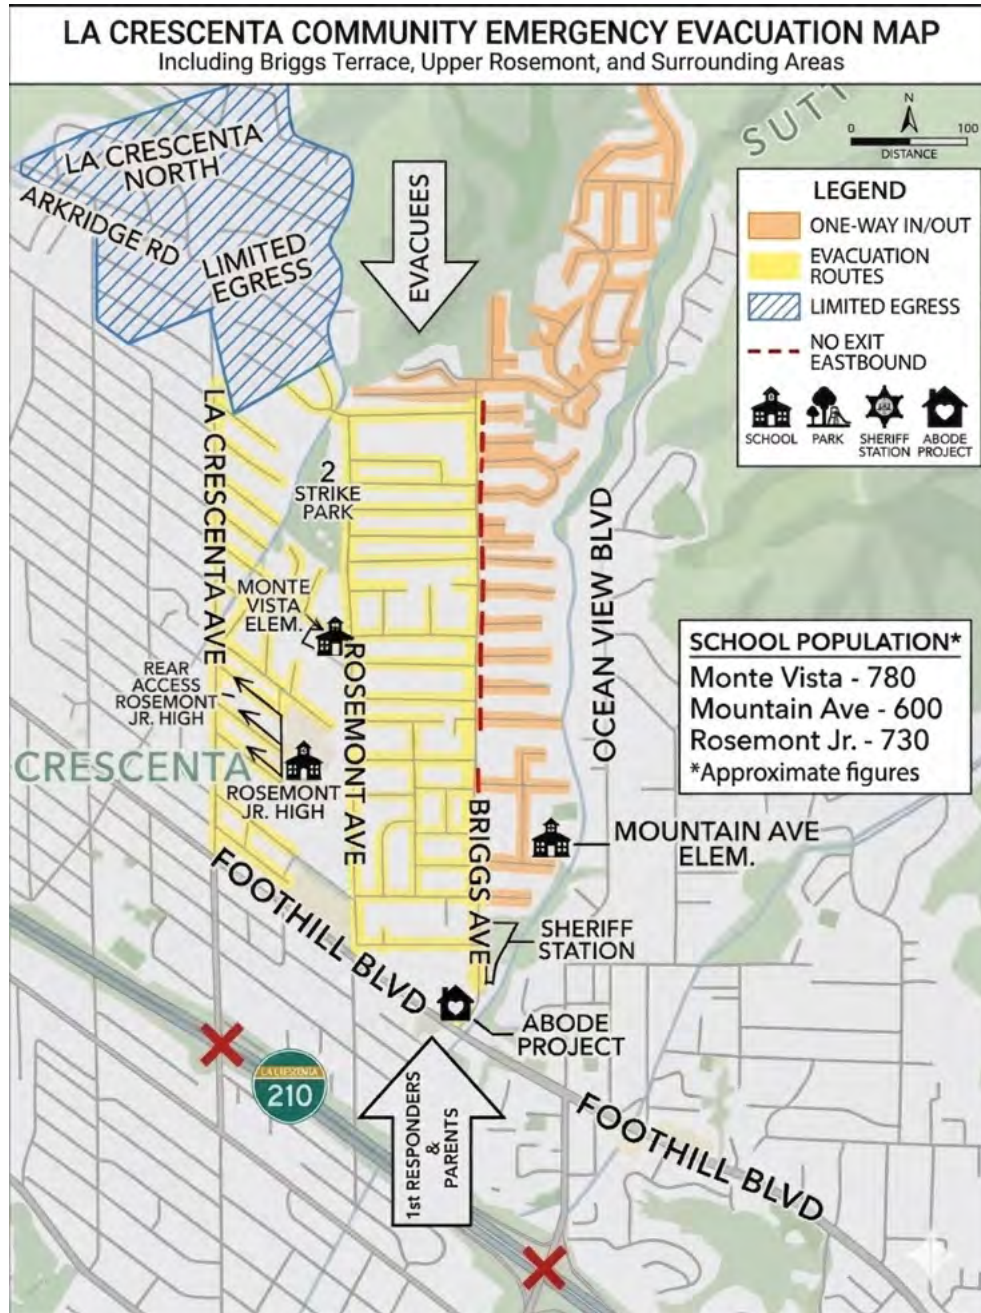 LA CRESCENTA COMMUNITY EMERGENCY EVACUATION MAP
Including Briggs Terrace, Upper Rosemont, and Surrounding Areas
SUTT
N
0 100
DISTANCE
LA CRESCENTA
NORTH
ARKRIDGE RD
LIMITED
EGRESS
EVACUEES
LEGEND
ONE-WAY IN/OUT
EVACUATION
ROUTES
LIMITED EGRESS
NO EXIT
EASTBOUND
SCHOOL
PARK
SHERIFF
STATION
ABODE
PROJECT
LA CRESCENTA AVE
2
STRIKE
PARK
OCEAN VIEW BLVD
MONTE
VISTA
ELEM.
ROSEMONT AVE
REAR
ACCESS
ROSEMONT
JR. HIGH
SCHOOL POPULATION*
Monte Vista - 780
Mountain Ave - 600
Rosemont Jr. - 730
*Approximate figures
CRESCENTA
ROSEMONT
JR. HIGH
BRIGGS AVE
MOUNTAIN AVE
ELEM.
FOOTHILL BLVD
SHERIFF
STATION
ABODE
PROJECT
LA CRESCENTA
210
1st RESPONDERS
&
PARENTS
FOOTHILL BLVD